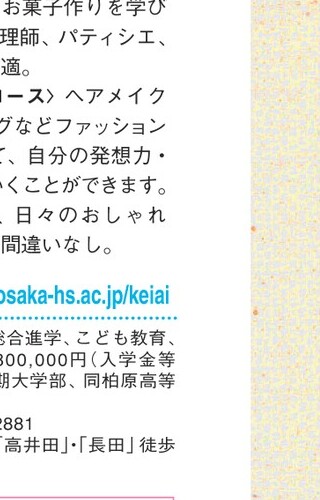 お菓子作りを学び
理師、パティシエ、
適。
コース〉ヘアメイク
グなどファッション
て、自分の発想力・
いくことができます。
、日々のおしゃれ
間違いなし。
osaka-hs.ac.jp/keiai
総合進学、こども教育、
300,000円(入学金等
期大学部、同柏原高等
2881
「高井田」・「長田」徒歩